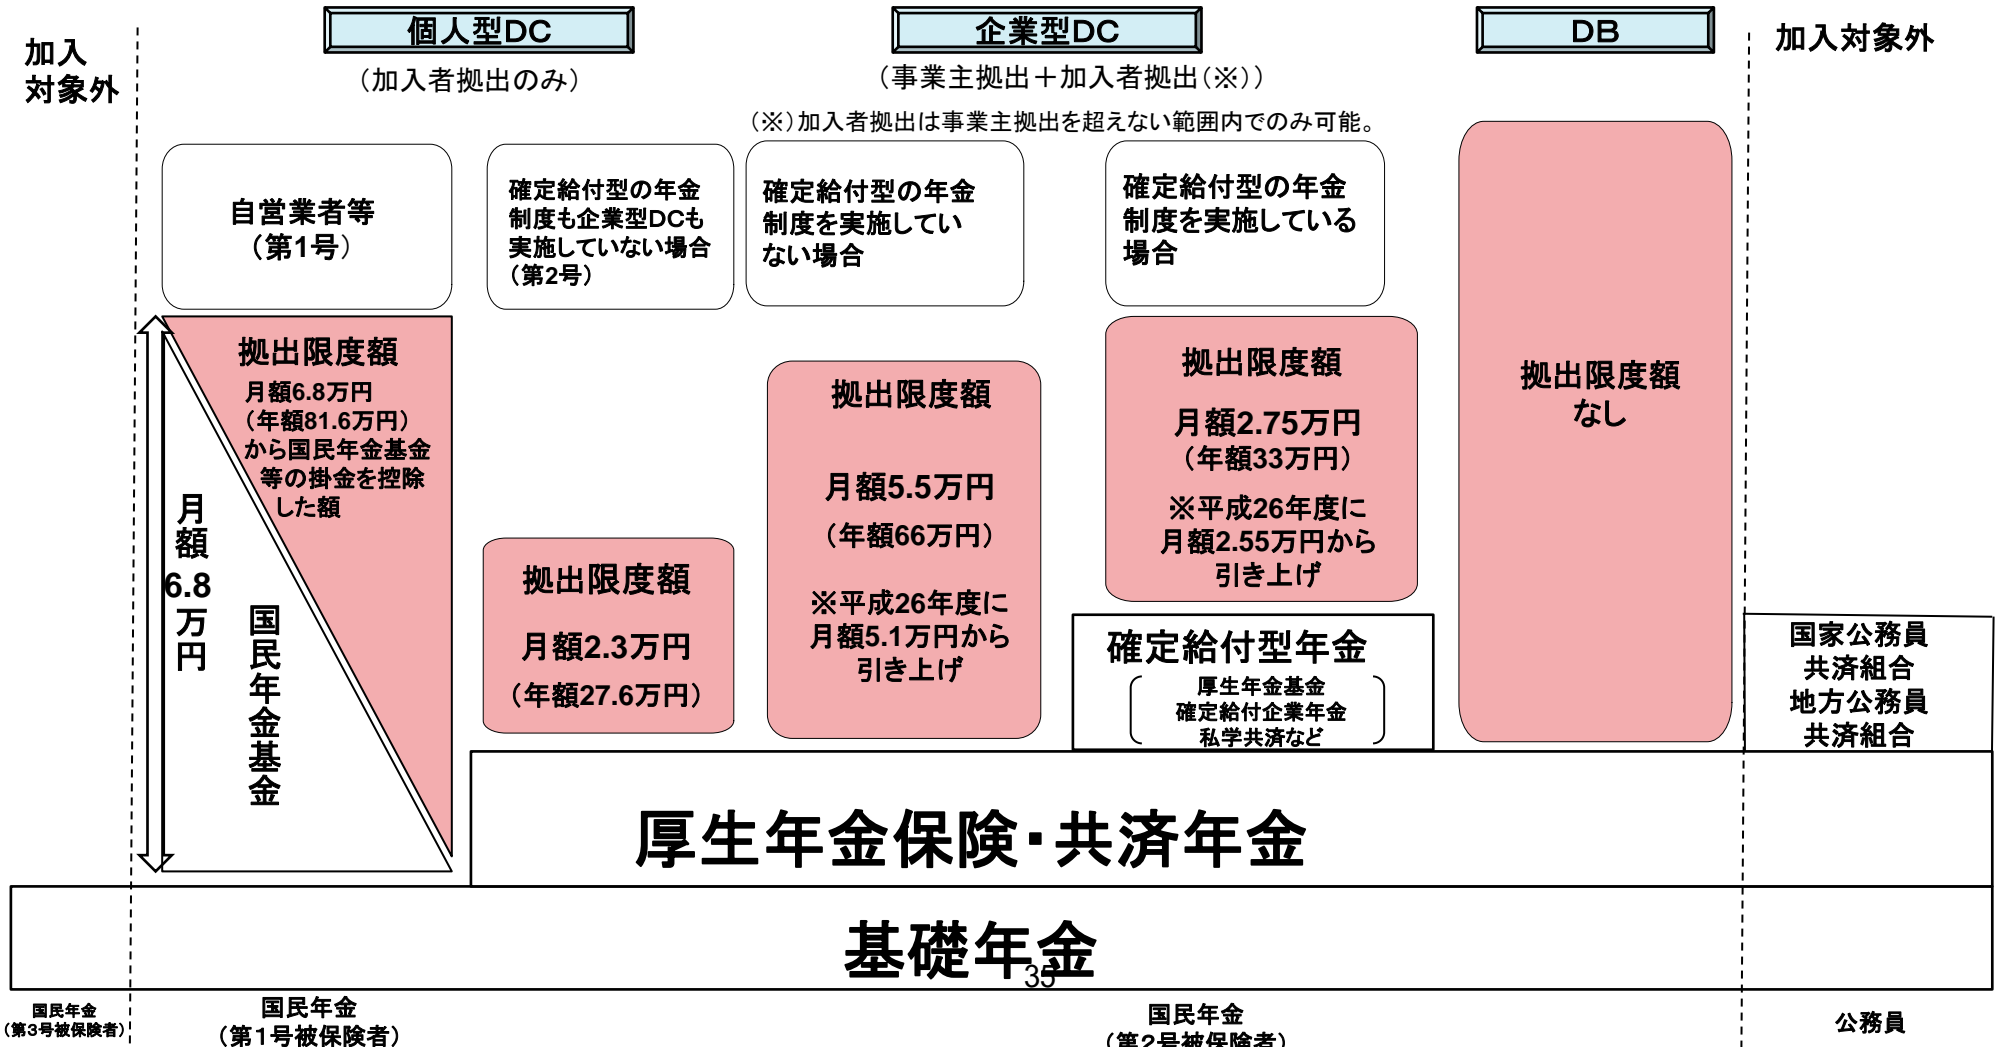 加入
対象外
個人型DC
（加入者拠出のみ）
企業型DC
（事業主拠出＋加入者拠出（※））
（※）加入者拠出は事業主拠出を超えない範囲内でのみ可能。
DB
加入対象外
自営業者等
（第1号）
確定給付型の年金
制度も企業型DCも
実施していない場合
（第2号）
確定給付型の年金
制度を実施してい
ない場合
確定給付型の年金
制度を実施している
場合
拠出限度額
月額6.8万円
（年額81.6万円）
から国民年金基金
等の掛金を控除
した額
月額
6.8
万円
国民年金基金
拠出限度額
月額2.3万円
（年額27.6万円）
拠出限度額
月額5.5万円
（年額66万円）
※平成26年度に
月額5.1万円から
引き上げ
拠出限度額
月額2.75万円
（年額33万円）
※平成26年度に
月額2.55万円から
引き上げ
確定給付型年金
厚生年金基金
確定給付企業年金
私学共済など
拠出限度額
なし
国家公務員
共済組合
地方公務員
共済組合
厚生年金保険・共済年金
基礎年金
35
国民年金
（第3号被保険者）
国民年金
（第1号被保険者）
国民年金
（第2号被保険者）
公務員